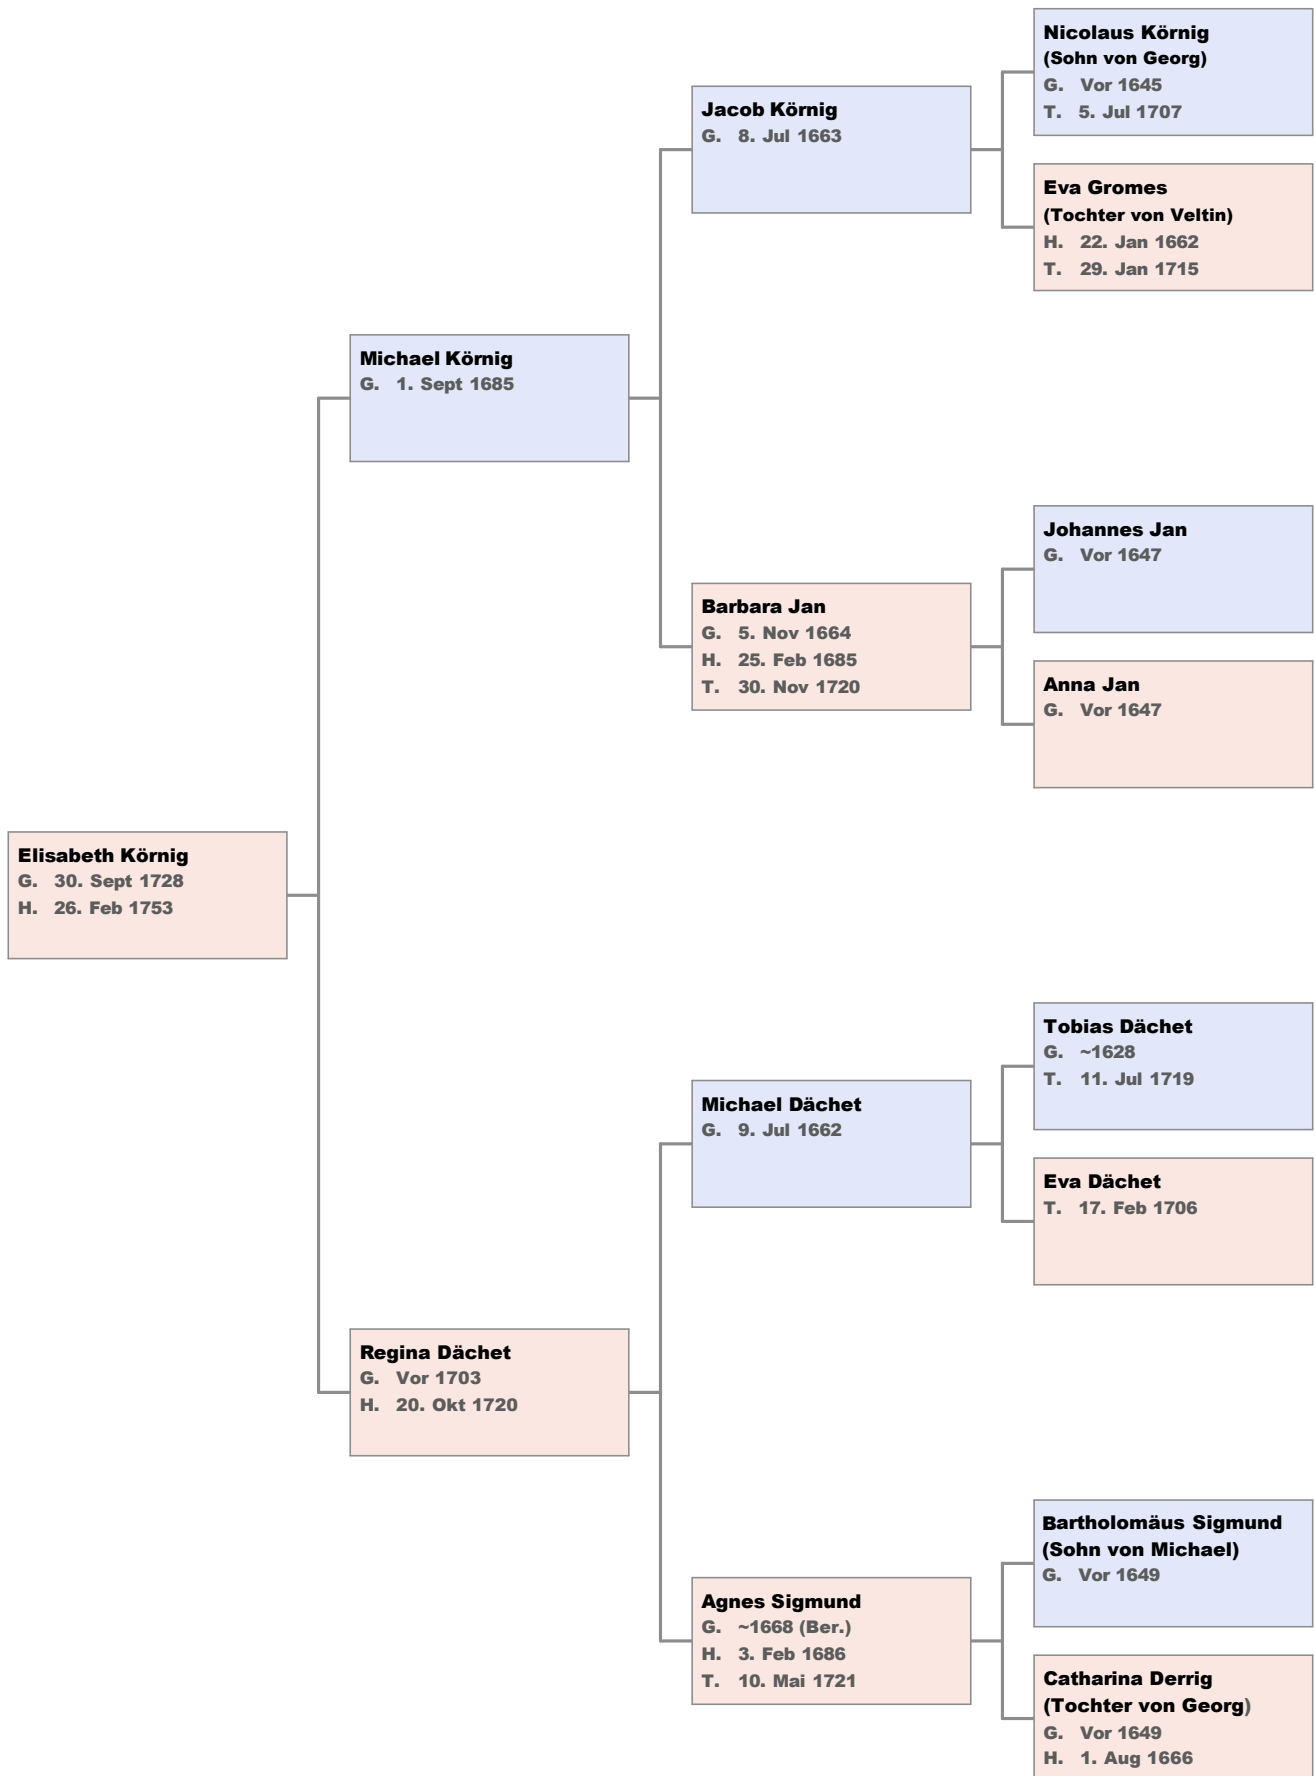 Nicolaus Körnig
(Sohn von Georg)
G. Vor 1645
T. 5. Jul 1707
Jacob Körnig
G. 8. Jul 1663
Eva Gromes
(Tochter von Veltin)
H. 22. Jan 1662
T. 29. Jan 1715
Michael Körnig
G. 1. Sept 1685
Johannes Jan
G. Vor 1647
Barbara Jan
G. 5. Nov 1664
H. 25. Feb 1685
T. 30. Nov 1720
Anna Jan
G. Vor 1647
Elisabeth Körnig
G. 30. Sept 1728
H. 26. Feb 1753
Tobias Dächet
G. ~1628
T. 11. Jul 1719
Michael Dächet
G. 9. Jul 1662
Eva Dächet
T. 17. Feb 1706
Regina Dächet
G. Vor 1703
H. 20. Okt 1720
Bartholomäus Sigmund
(Sohn von Michael)
G. Vor 1649
Agnes Sigmund
G. ~1668 (Ber.)
H. 3. Feb 1686
T. 10. Mai 1721
Catharina Derrig
(Tochter von Georg)
G. Vor 1649
H. 1. Aug 1666